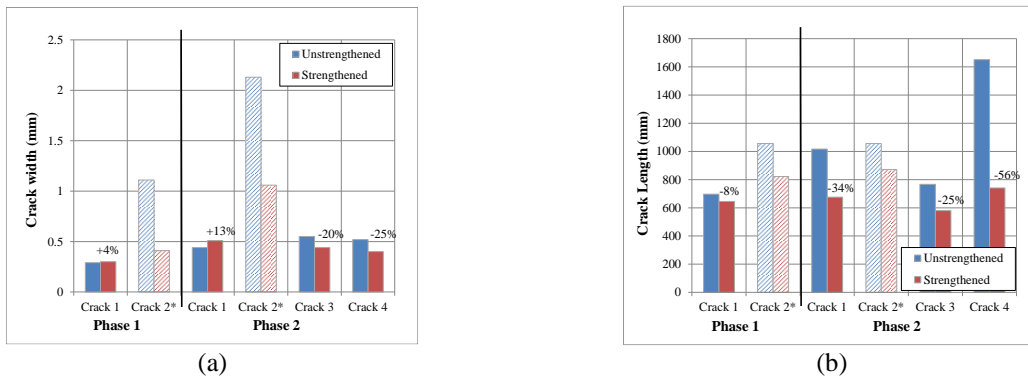 2.5
2
1.5
1
0.5
0
Crack width (mm)
Unstrengthened
Strengthened
+4%
+13%
-20%
-25%
Crack 1 Crack 2* Crack 1 Crack 2* Crack 3 Crack 4
Phase 1 Phase 2
(a)
1800
1600
1400
1200
1000
800
600
400
200
0
Crack Length (mm)
-8%
-34%
-25%
-56%
Unstrengthened
Strengthened
Crack 1 Crack 2* Crack 1 Crack 2* Crack 3 Crack 4
Phase 1 Phase 2
(b)